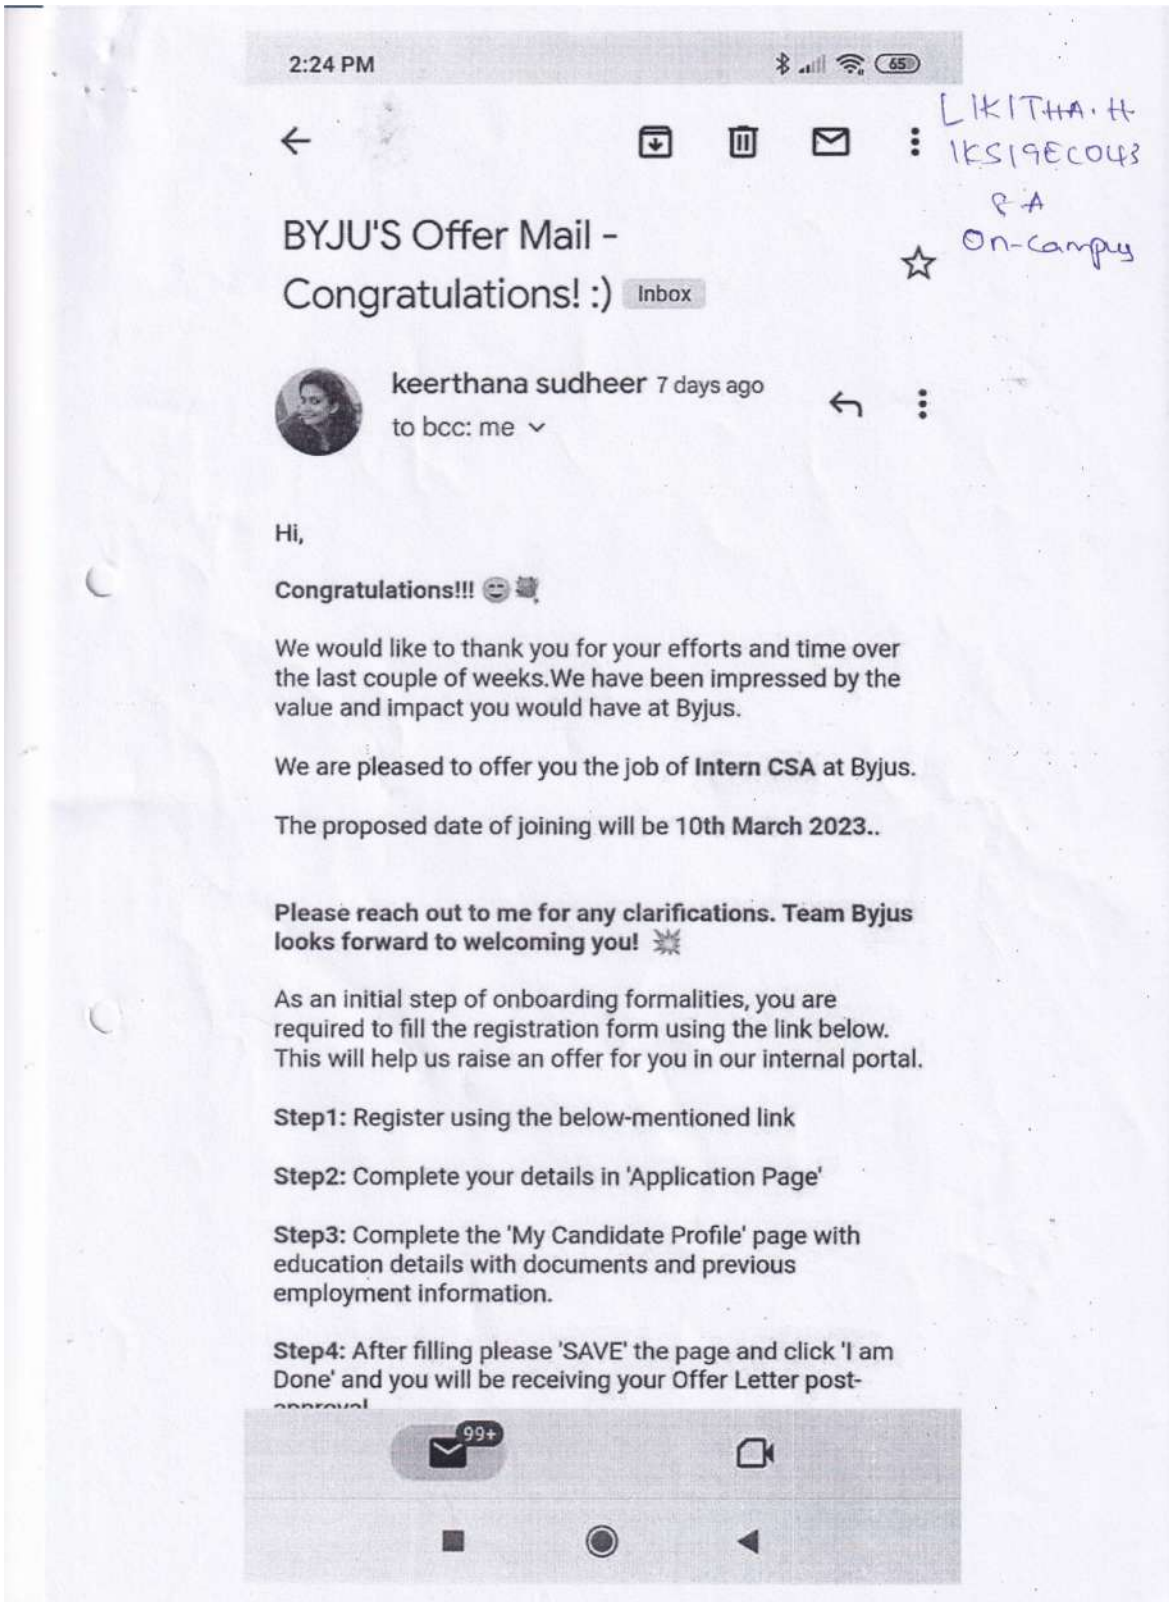 2:24 PM
65
LIKITHA.H
1KS19EC043
8 A
On-campus
BYJU'S Offer Mail -
Congratulations! :) Inbox
keerthana sudheer 7 days ago
to bcc: me
Hi,
Congratulations!!!
We would like to thank you for your efforts and time over
the last couple of weeks.We have been impressed by the
value and impact you would have at Byjus.
We are pleased to offer you the job of Intern CSA at Byjus.
The proposed date of joining will be 10th March 2023..
Please reach out to me for any clarifications. Team Byjus
looks forward to welcoming you!
As an initial step of onboarding formalities, you are
required to fill the registration form using the link below.
This will help us raise an offer for you in our internal portal.
Step1: Register using the below-mentioned link
Step2: Complete your details in 'Application Page'
Step3: Complete the 'My Candidate Profile' page with
education details with documents and previous
employment information.
Step4: After filling please 'SAVE' the page and click 'I am
Done' and you will be receiving your Offer Letter post-
approval
99+